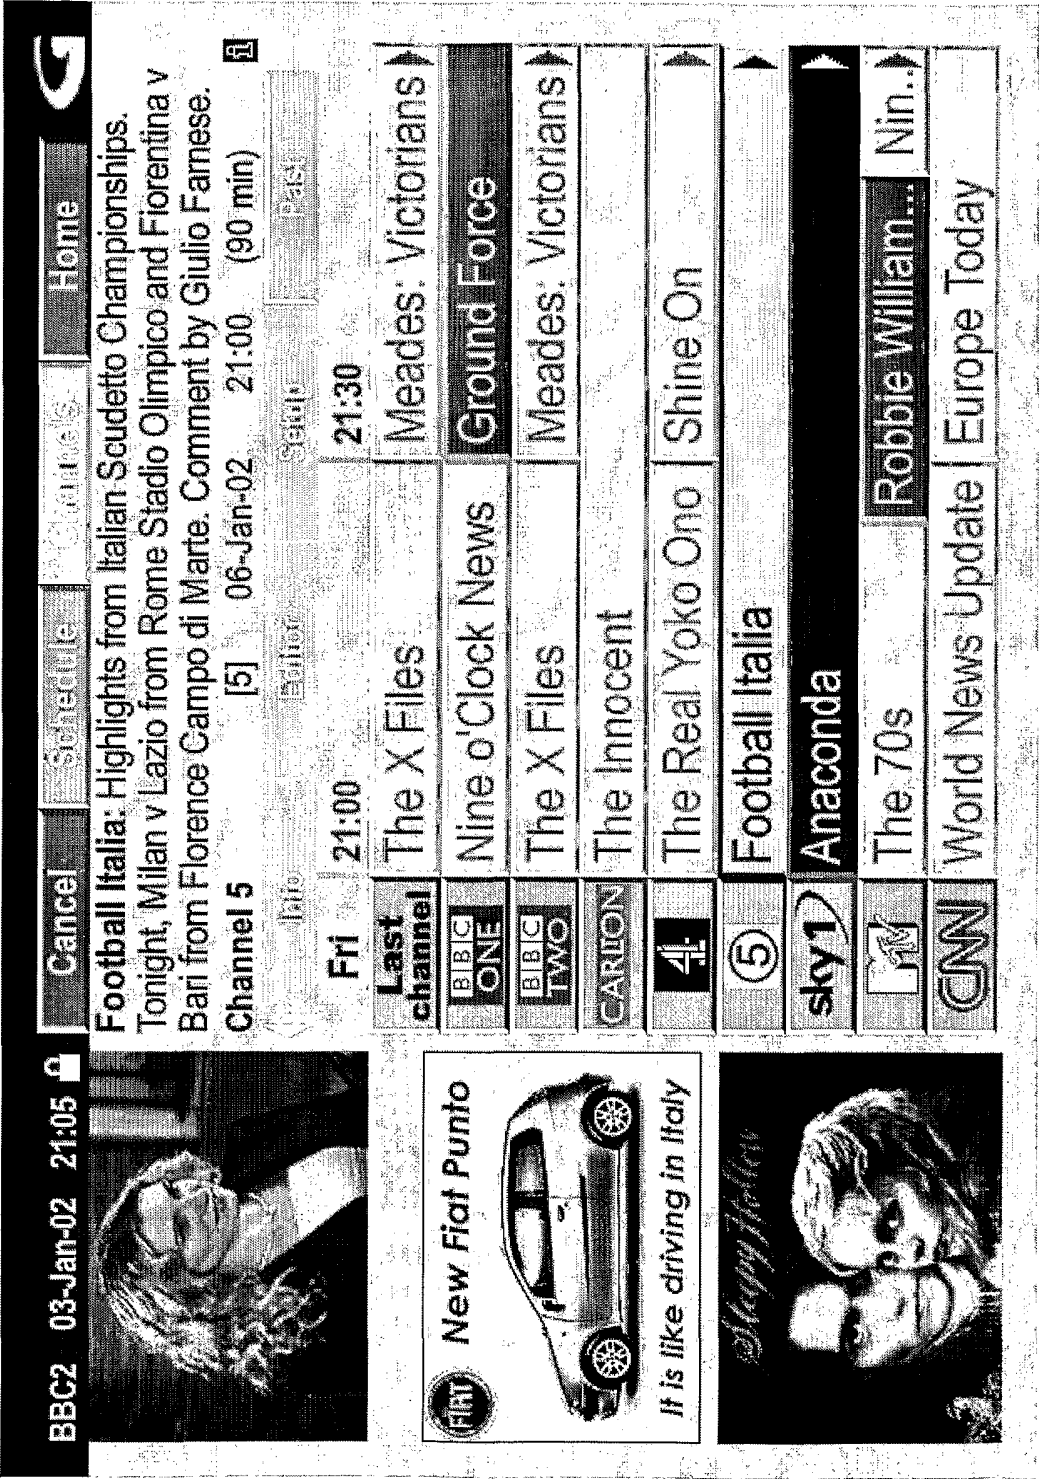 BBC2 03-Jan-02 21:05
Cancel Schedule Channels Home
Football Italia: Highlights from Italian Scudetto Championships.
Tonight, Milan v Lazio from Rome Stadio Olimpico and Fiorentina v
Bari from Florence Campo di Marte. Comment by Giulio Farnese.
Channel 5 [5] 06-Jan-02 21:00 (90 min) i
Info Editor Setup Past
Fri 21:00 21:30
Last
channel
The X Files Meades: Victorians
BBC
ONE
Nine o'Clock News Ground Force
BBC
TWO
The X Files Meades: Victorians
CARLTON The Innocent
4 The Real Yoko Ono Shine On
5 Football Italia
sky1 Anaconda
MTV The 70s Robbie William... Nin..
CNN World News Update Europe Today
FIAT New Fiat Punto
It is like driving in Italy